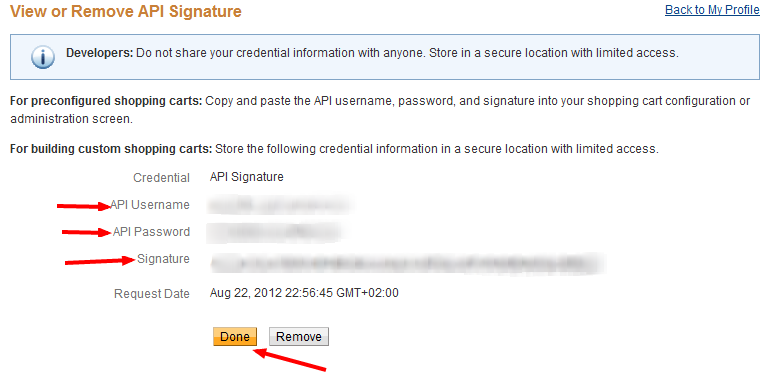 View or Remove API Signature
Back to My Profile
Developers: Do not share your credential information with anyone. Store in a secure location with limited access.
For preconfigured shopping carts: Copy and paste the API username, password, and signature into your shopping cart configuration or
administration screen.
For building custom shopping carts: Store the following credential information in a secure location with limited access.
Credential API Signature
API Username
API Password
Signature
Request Date Aug 22, 2012 22:56:45 GMT+02:00
Done Remove